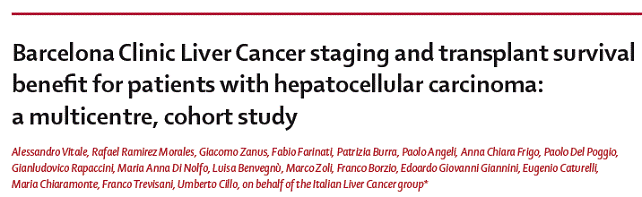 Barcelona Clinic Liver Cancer staging and transplant survival
benefit for patients with hepatocellular carcinoma:
a multicentre, cohort study
Alessandro Vitale, Rafael Ramirez Morales, Giacomo Zanus, Fabio Farinati, Patrizia Burra, Paolo Angeli, Anna Chiara Frigo, Paolo Del Poggio,
Gianludovico Rapaccini, Maria Anna Di Nolfo, Luisa Benvegnù, Marco Zoli, Franco Borzio, Edoardo Giovanni Giannini, Eugenio Caturelli,
Maria Chiaramonte, Franco Trevisani, Umberto Cillo, on behalf of the Italian Liver Cancer group*